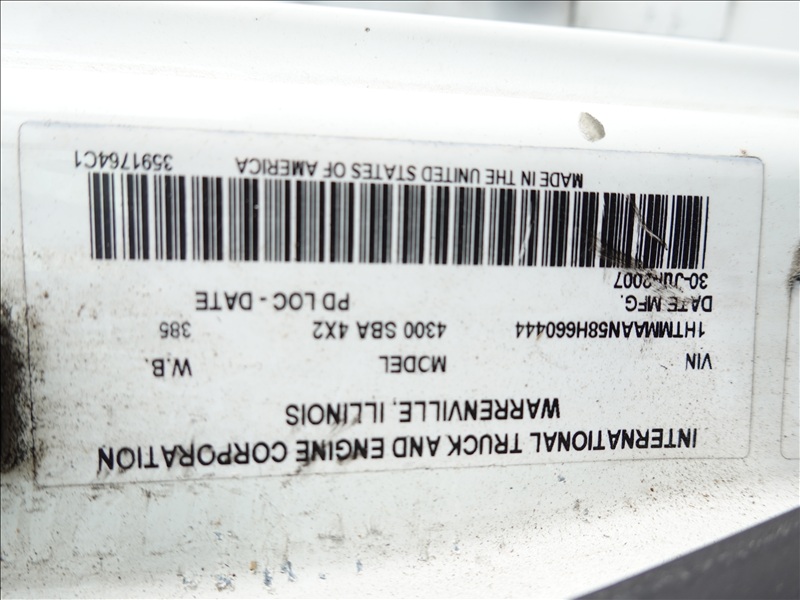 INTERNATIONAL TRUCK AND ENGINE CORPORATION
WARRENVILLE, ILLINOIS
VIN MODEL W.B.
1HTMMAAN58H660444 4300 SBA 4X2 385
DATE MFG. PD LOC - DATE
30-Jul-2007
MADE IN THE UNITED STATES OF AMERICA 3591764C1